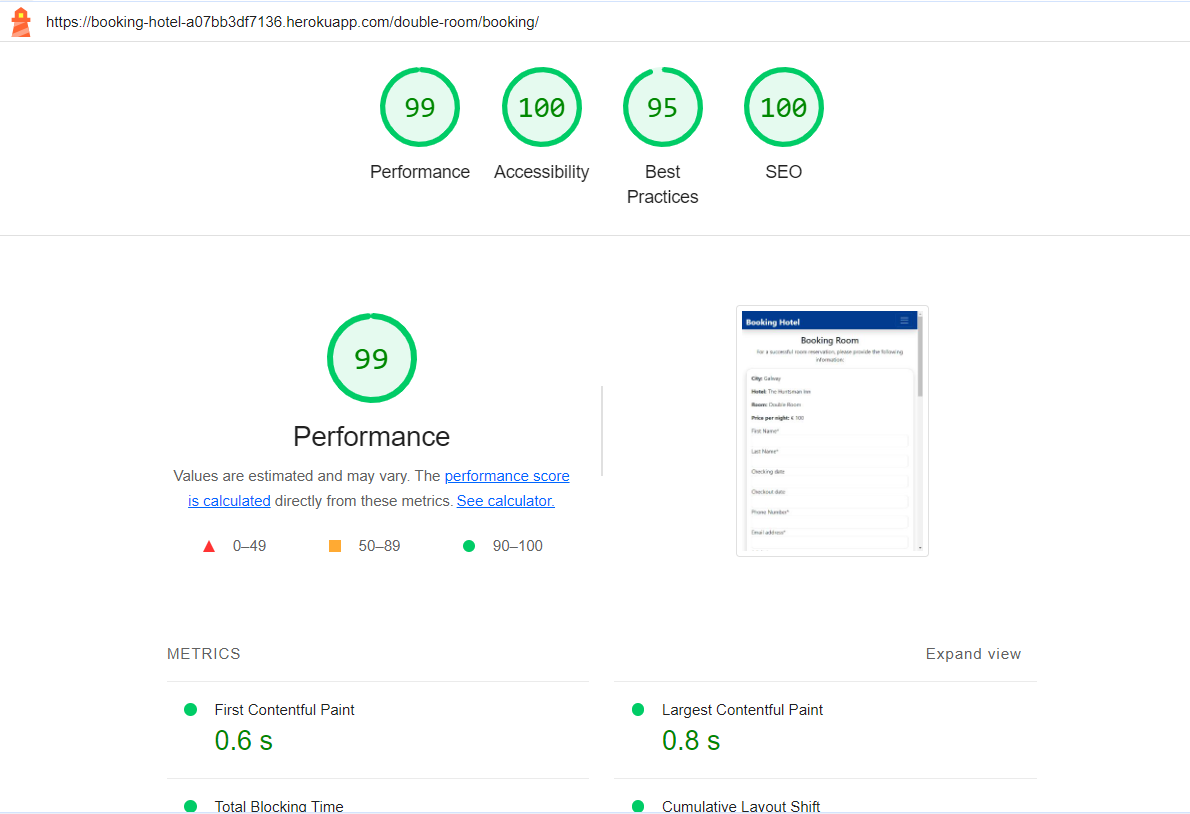 https://booking-hotel-a07bb3df7136.herokuapp.com/double-room/booking/
99
100
95
100
Performance
Accessibility
Best
Practices
SEO
99
Performance
Values are estimated and may vary. The performance score
is calculated directly from these metrics. See calculator.
0–49
50–89
90–100
Booking Hotel
Booking Room
For a successful room reservation, please provide the following
information:
City: Galway
Hotel: The Huntsman Inn
Room: Double Room
Price per night: € 100
First Name*
Last Name*
Checking date
Checkout date
Phone Number*
Email address*
METRICS
Expand view
First Contentful Paint
0.6 s
Largest Contentful Paint
0.8 s
Total Blocking Time
Cumulative Layout Shift